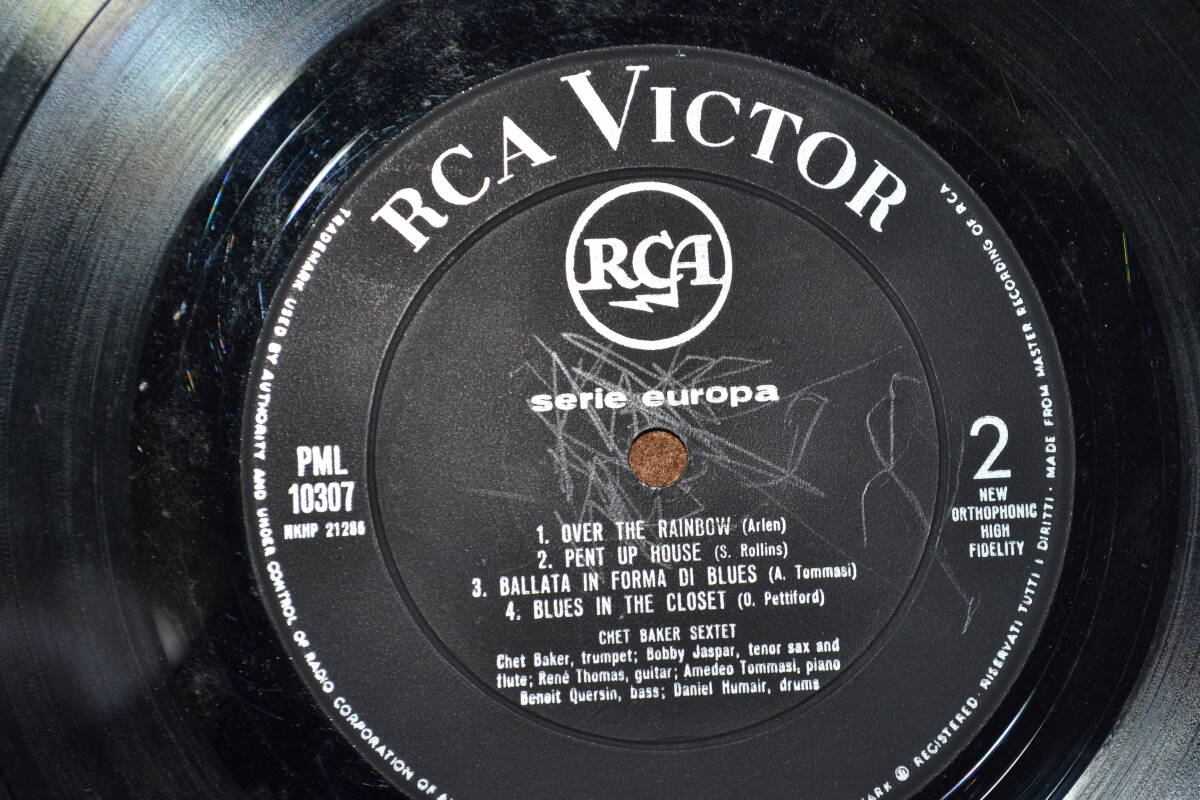 RCA VICTOR
RCA
serie europa
PML
10307
NKHP 21286
2
NEW
ORTHOPHONIC
HIGH
FIDELITY
1. OVER THE RAINBOW (Arlen)
2. PENT UP HOUSE (S. Rollins)
3. BALLATA IN FORMA DI BLUES (A. Tommasi)
4. BLUES IN THE CLOSET (O. Pettiford)
CHET BAKER SEXTET
Chet Baker, trumpet; Bobby Jaspar, tenor sax and
flute; René Thomas, guitar; Amedeo Tommasi, piano
Benoit Quersin, bass; Daniel Humair, drums
TRADEMARK USED BY AUTHORITY AND UNDER CONTROL OF RADIO CORPORATION OF
® REGISTERED · RISERVATI TUTTI I DIRITTI · MADE FROM MASTER RECORDING OF RCA